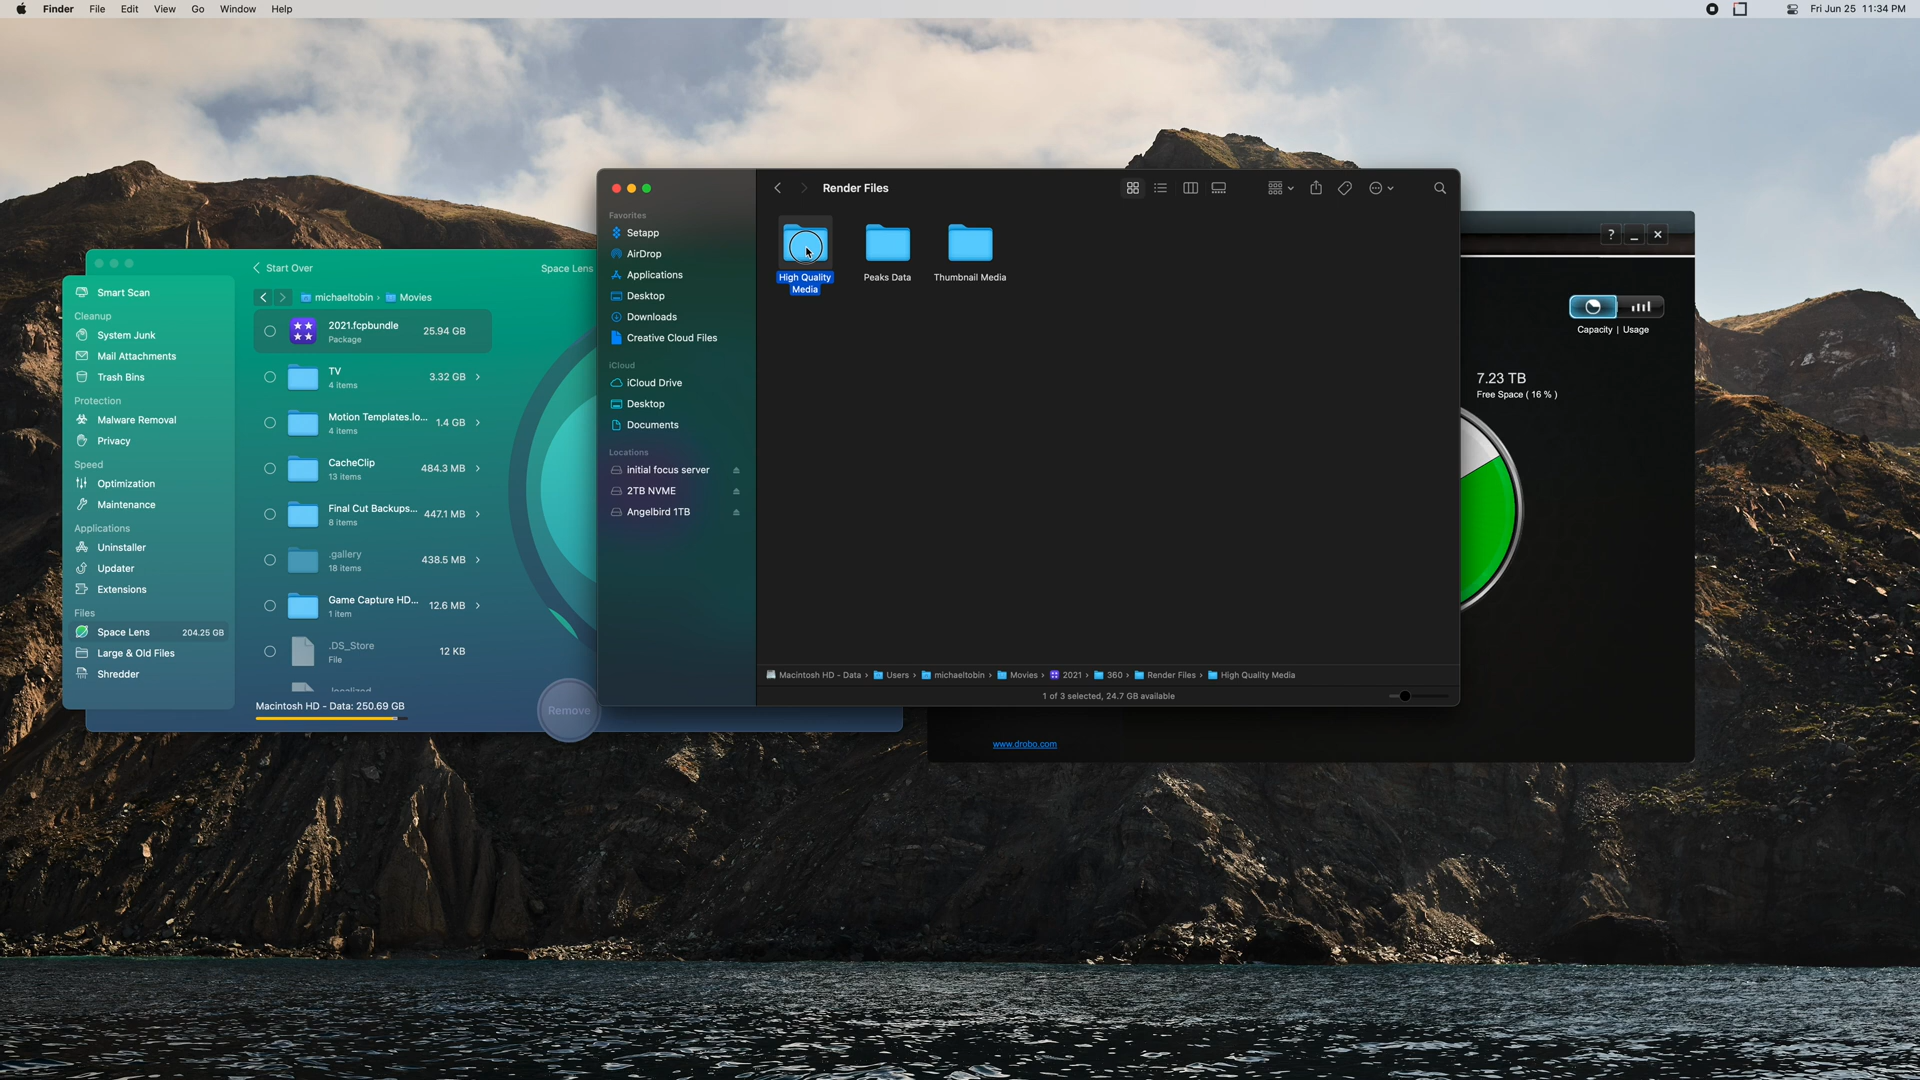 Finder File Edit View Go Window Help
Fri Jun 25 11:34 PM
Start Over
Space Lens
Smart Scan
Cleanup
System Junk
Mail Attachments
Trash Bins
Protection
Malware Removal
Privacy
Speed
Optimization
Maintenance
Applications
Uninstaller
Updater
Extensions
Files
Space Lens 204.25 GB
Large & Old Files
Shredder
michaeltobin › Movies
2021.fcpbundle 25.94 GB
Package
TV 3.32 GB
4 items
Motion Templates.lo... 1.4 GB
4 items
CacheClip 484.3 MB
13 items
Final Cut Backups... 447.1 MB
8 items
.gallery 438.5 MB
18 items
Game Capture HD... 12.6 MB
1 item
.DS_Store 12 KB
File
.localized
Macintosh HD - Data: 250.69 GB
Remove
Favorites
Setapp
AirDrop
Applications
Desktop
Downloads
Creative Cloud Files
iCloud
iCloud Drive
Desktop
Documents
Locations
initial focus server
2TB NVME
Angelbird 1TB
Render Files
High Quality
Media
Peaks Data
Thumbnail Media
Macintosh HD - Data › Users › michaeltobin › Movies › 2021 › 360 › Render Files › High Quality Media
1 of 3 selected, 24.7 GB available
?
Capacity | Usage
7.23 TB
Free Space ( 16 % )
www.drobo.com